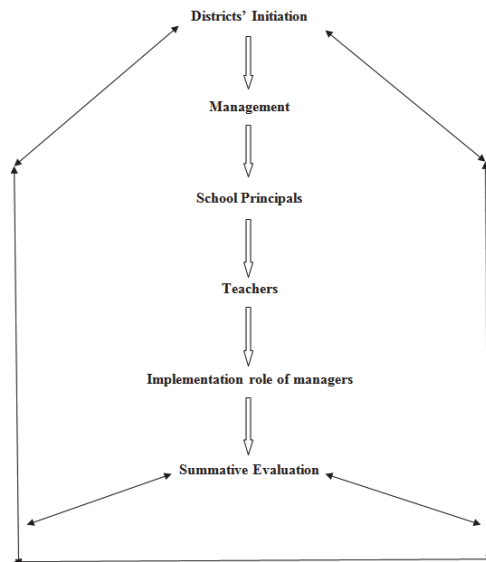 Districts’ Initiation
Management
School Principals
Teachers
Implementation role of managers
Summative Evaluation